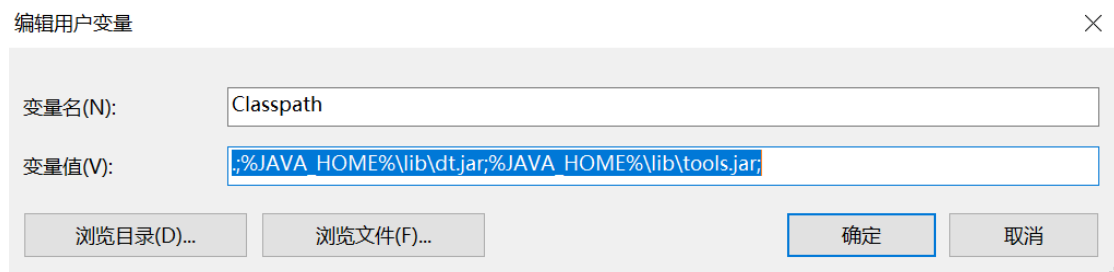 编辑用户变量
变量名(N): Classpath
变量值(V): .;%JAVA_HOME%\lib\dt.jar;%JAVA_HOME%\lib\tools.jar;
浏览目录(D)... 浏览文件(F)... 确定 取消